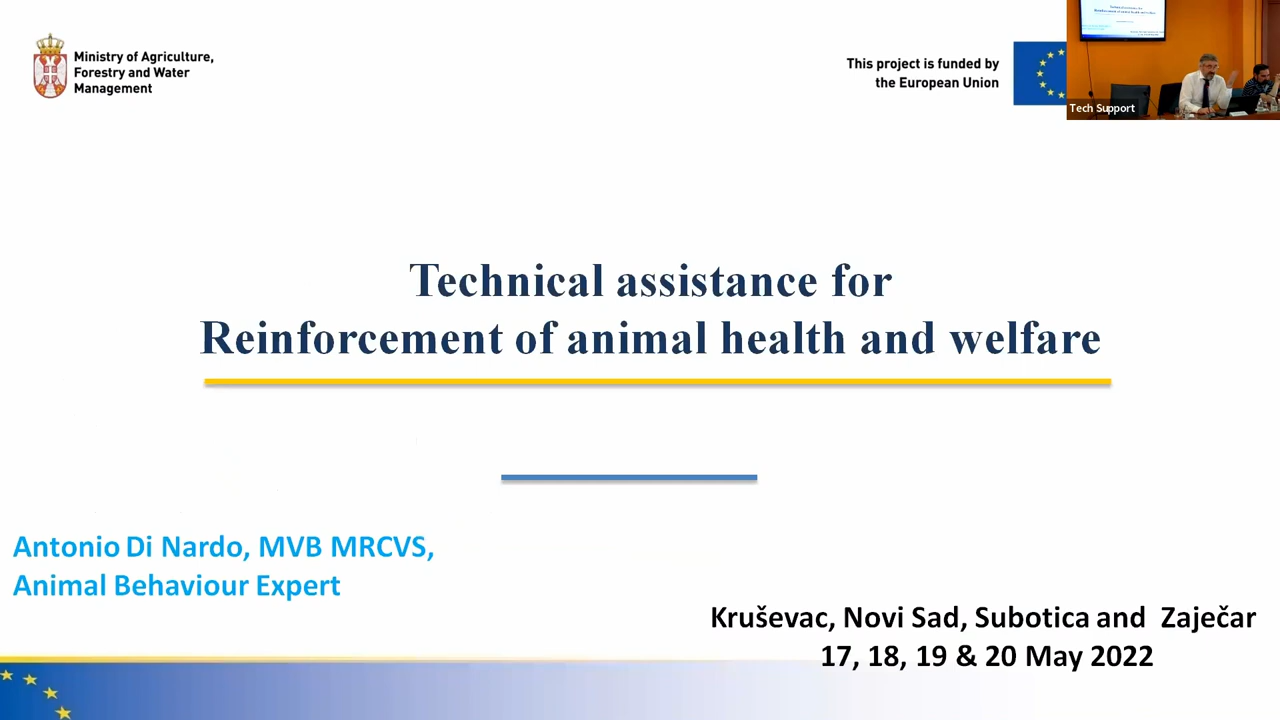 Ministry of Agriculture,
Forestry and Water
Management
This project is funded by
the European Union
Tech Support
Technical assistance for
Reinforcement of animal health and welfare
Antonio Di Nardo, MVB MRCVS,
Animal Behaviour Expert
Kruševac, Novi Sad, Subotica and Zaječar
17, 18, 19 & 20 May 2022